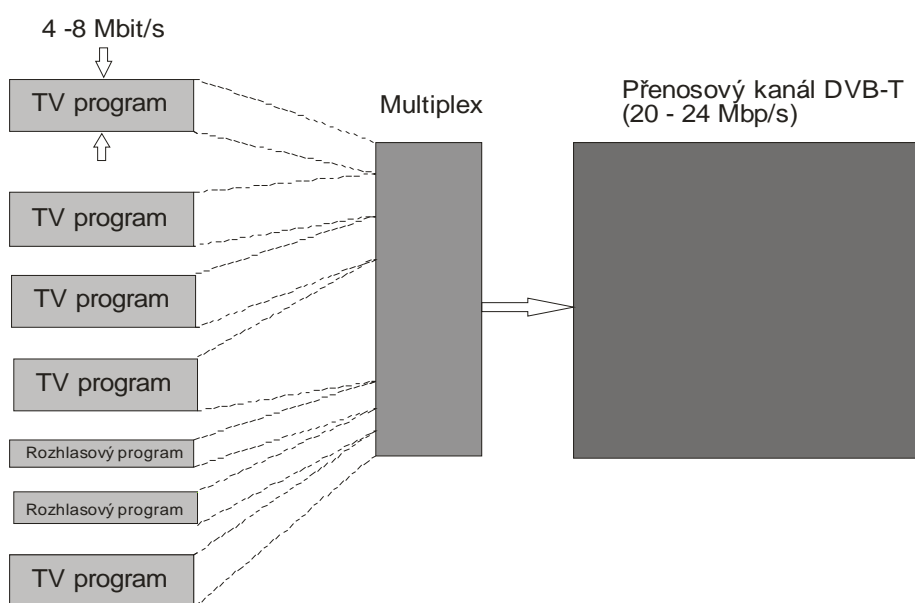 4 -8 Mbit/s
TV program
Multiplex
Přenosový kanál DVB-T
(20 - 24 Mbp/s)
TV program
TV program
TV program
Rozhlasový program
Rozhlasový program
TV program